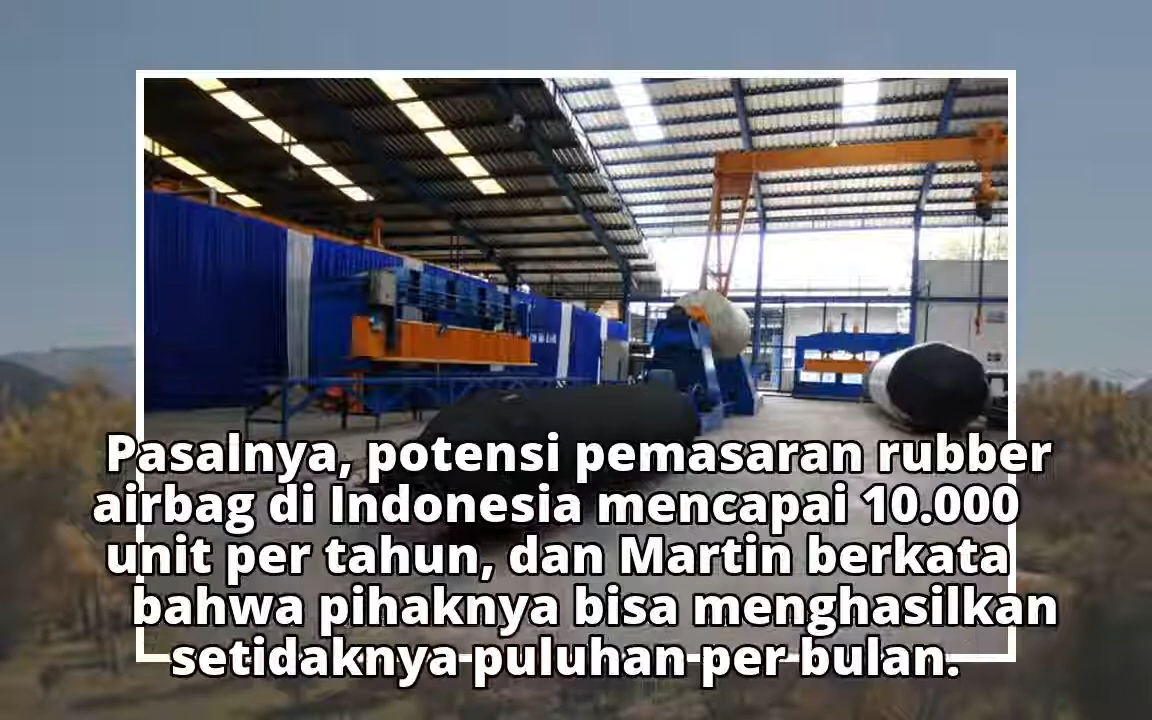 Pasalnya, potensi pemasaran rubber
airbag di Indonesia mencapai 10.000
unit per tahun, dan Martin berkata
bahwa pihaknya bisa menghasilkan
setidaknya puluhan per bulan.